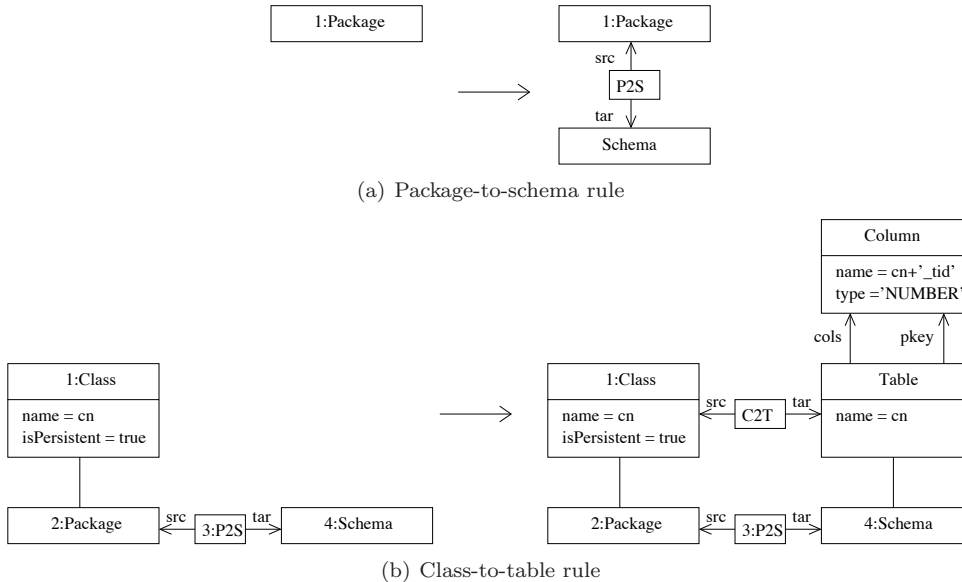 1:Package
1:Package
src
P2S
tar
Schema
(a) Package-to-schema rule
Column
name = cn+'_tid'
type ='NUMBER'
cols pkey
1:Class
name = cn
isPersistent = true
1:Class
name = cn
isPersistent = true
src C2T tar
Table
name = cn
2:Package src 3:P2S tar 4:Schema
2:Package src 3:P2S tar 4:Schema
(b) Class-to-table rule